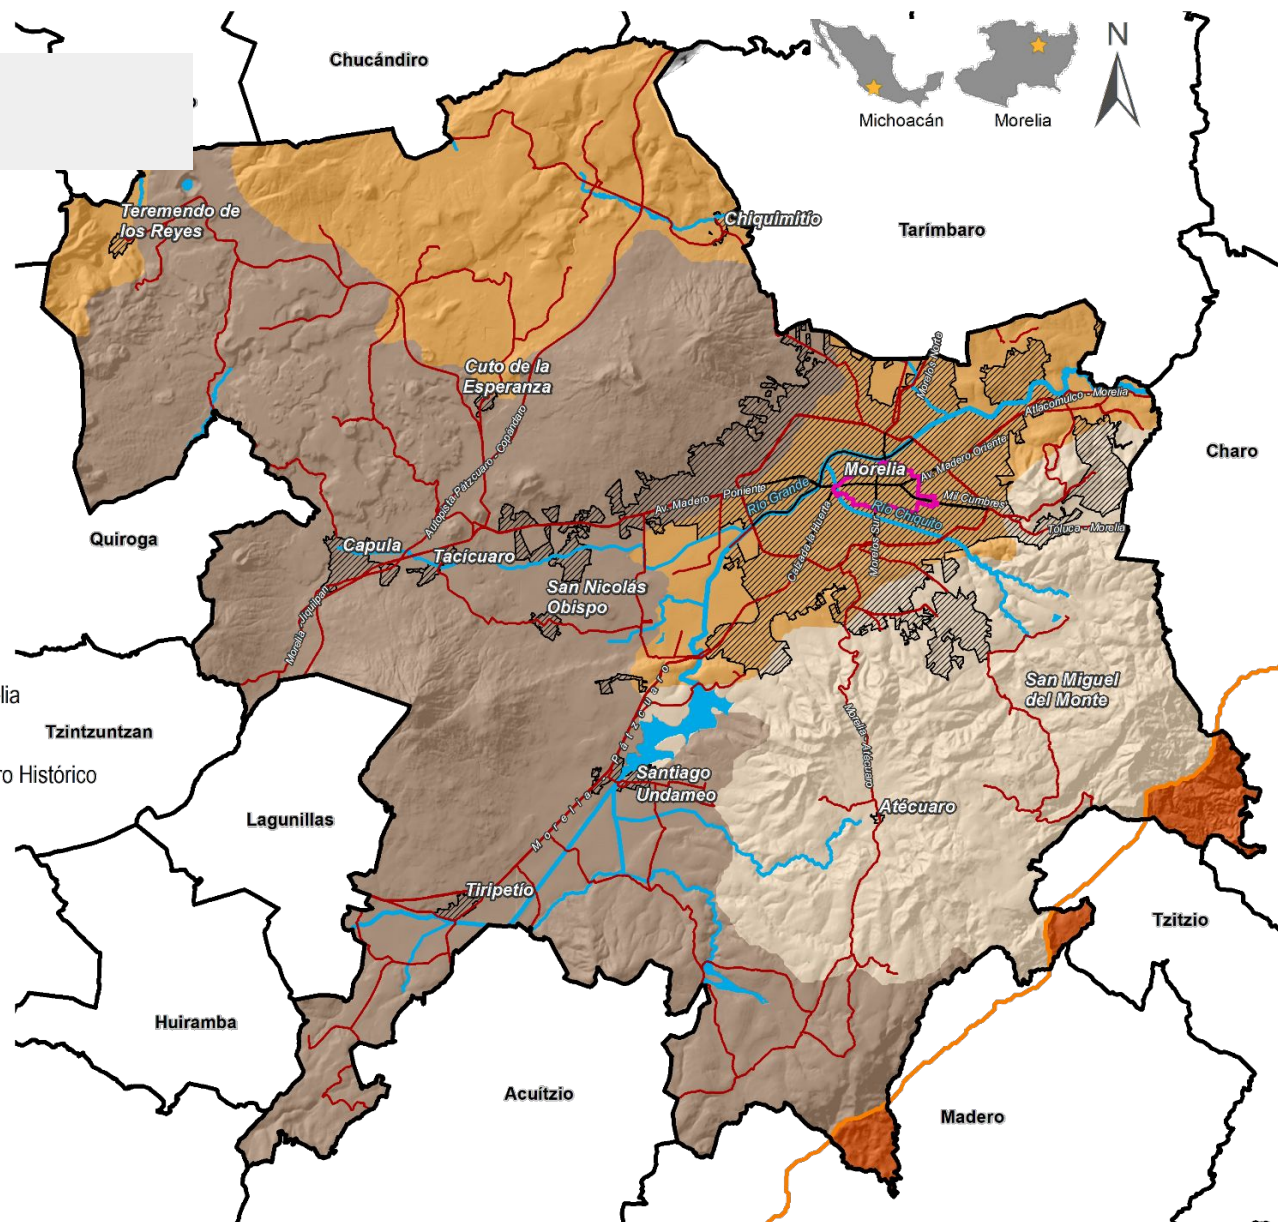 Chucándiro
N
Michoacán
Morelia
Teremendo de
los Reyes
Chiquimitío
Tarímbaro
Cuto de la
Esperanza
Morelos Norte
Atlacomulco - Morelia
Autopista Pátzcuaro - Copándaro
Charo
Morelia
Av. Madero Oriente
Av. Madero Poniente
Río Grande
Mil Cumbres
Río Chiquito
Toluca - Morelia
Quiroga
Capula
Tacícuaro
Calzada la Huerta
Morelos Sur
San Nicolás
Obispo
Morelia - Jiquilpan
San Miguel
del Monte
lia
Tzintzuntzan
Morelia - Pátzcuaro
Morelia - Atécuaro
ro Histórico
Santiago
Undameo
Lagunillas
Atécuaro
Tiripetío
Tzitzio
Huiramba
Acuítzio
Madero